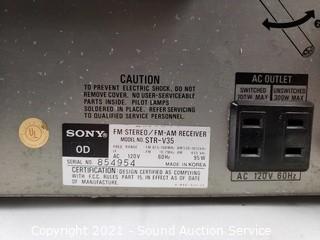 CAUTION
TO PREVENT ELECTRIC SHOCK, DO NOT
REMOVE COVER. NO USER-SERVICEABLE
PARTS INSIDE. PILOT LAMPS
SOLDERED IN PLACE. REFER SERVICING
TO QUALIFIED SERVICE PERSONNEL.
AC OUTLET
SWITCHED
100W MAX
UNSWITCHED
300W MAX
SONY
OD
FM STEREO/FM-AM RECEIVER
MODEL NO. STR-V35
FREQ. RANGE
AC 120V 60Hz 95W
SERIAL NO. 854954
MADE IN KOREA
CERTIFICATION: DESIGN CERTIFIED AS COMPLYING
WITH F.C.C. RULES PART 15, IN EFFECT AS OF DATE
OF MANUFACTURE.
AC 120V 60Hz
UL
Copyright 2021 - Sound Auction Service